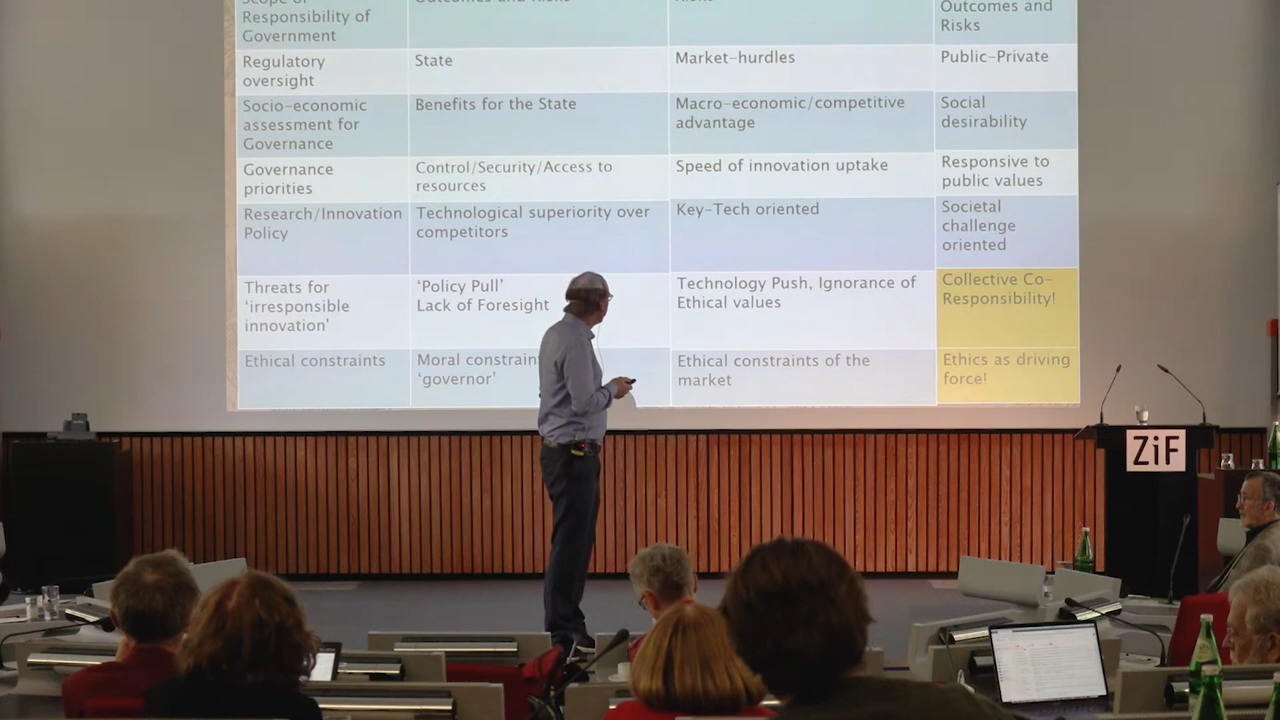 Responsibility of
Government
Outcomes and
Risks
Regulatory
oversight
State
Market-hurdles
Public-Private
Socio-economic
assessment for
Governance
Benefits for the State
Macro-economic/competitive
advantage
Social
desirability
Governance
priorities
Control/Security/Access to
resources
Speed of innovation uptake
Responsive to
public values
Research/Innovation
Policy
Technological superiority over
competitors
Key-Tech oriented
Societal
challenge
oriented
Threats for
‘irresponsible
innovation’
‘Policy Pull’
Lack of Foresight
Technology Push, Ignorance of
Ethical values
Collective Co-
Responsibility!
Ethical constraints
Moral
‘governor’
Ethical constraints of the
market
Ethics as driving
force!
ZiF